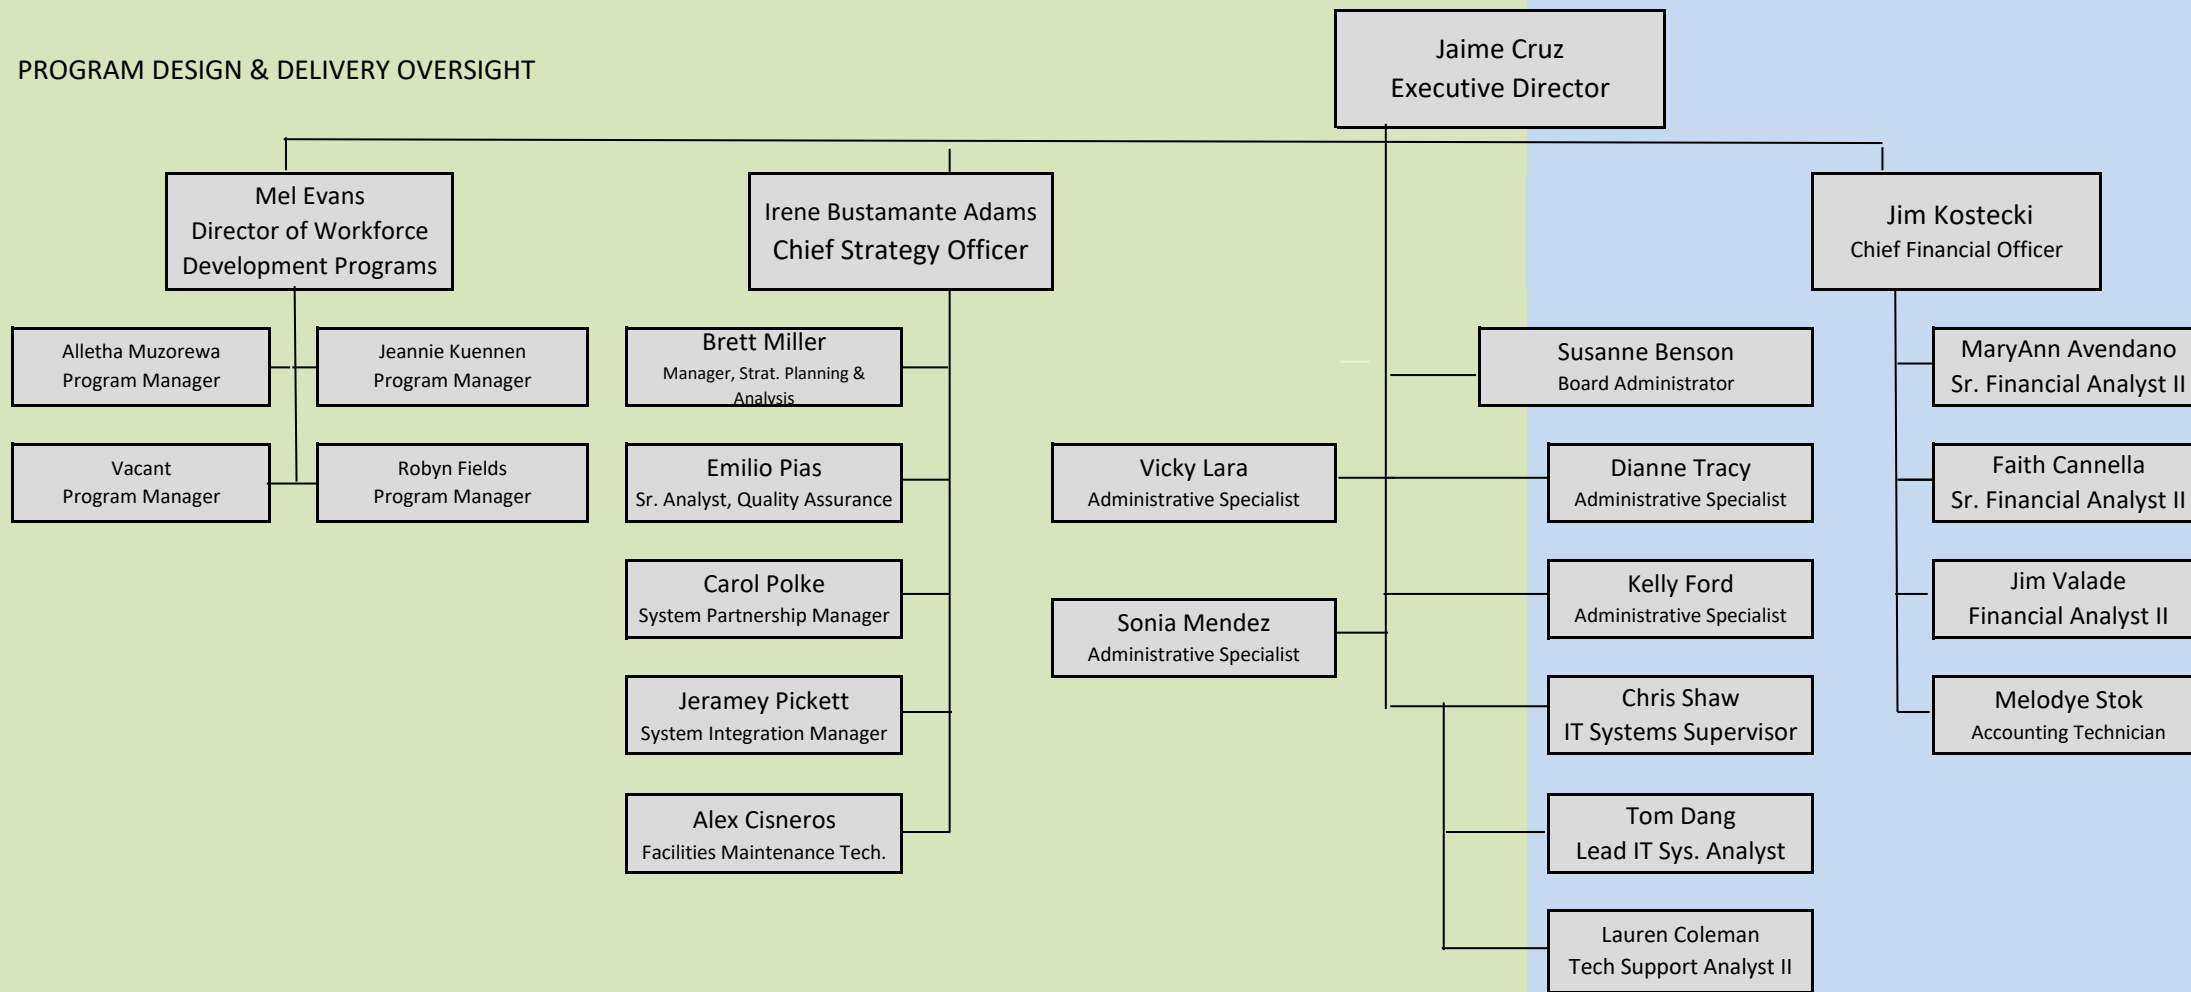 PROGRAM DESIGN & DELIVERY OVERSIGHT
Jaime Cruz
Executive Director
Mel Evans
Director of Workforce
Development Programs
Irene Bustamante Adams
Chief Strategy Officer
Jim Kostecki
Chief Financial Officer
Alletha Muzorewa
Program Manager
Jeannie Kuennen
Program Manager
Vacant
Program Manager
Robyn Fields
Program Manager
Brett Miller
Manager, Strat. Planning &
Analysis
Emilio Pias
Sr. Analyst, Quality Assurance
Carol Polke
System Partnership Manager
Jeramey Pickett
System Integration Manager
Alex Cisneros
Facilities Maintenance Tech.
Vicky Lara
Administrative Specialist
Sonia Mendez
Administrative Specialist
Susanne Benson
Board Administrator
Dianne Tracy
Administrative Specialist
Kelly Ford
Administrative Specialist
Chris Shaw
IT Systems Supervisor
Tom Dang
Lead IT Sys. Analyst
Lauren Coleman
Tech Support Analyst II
MaryAnn Avendano
Sr. Financial Analyst II
Faith Cannella
Sr. Financial Analyst II
Jim Valade
Financial Analyst II
Melodye Stok
Accounting Technician